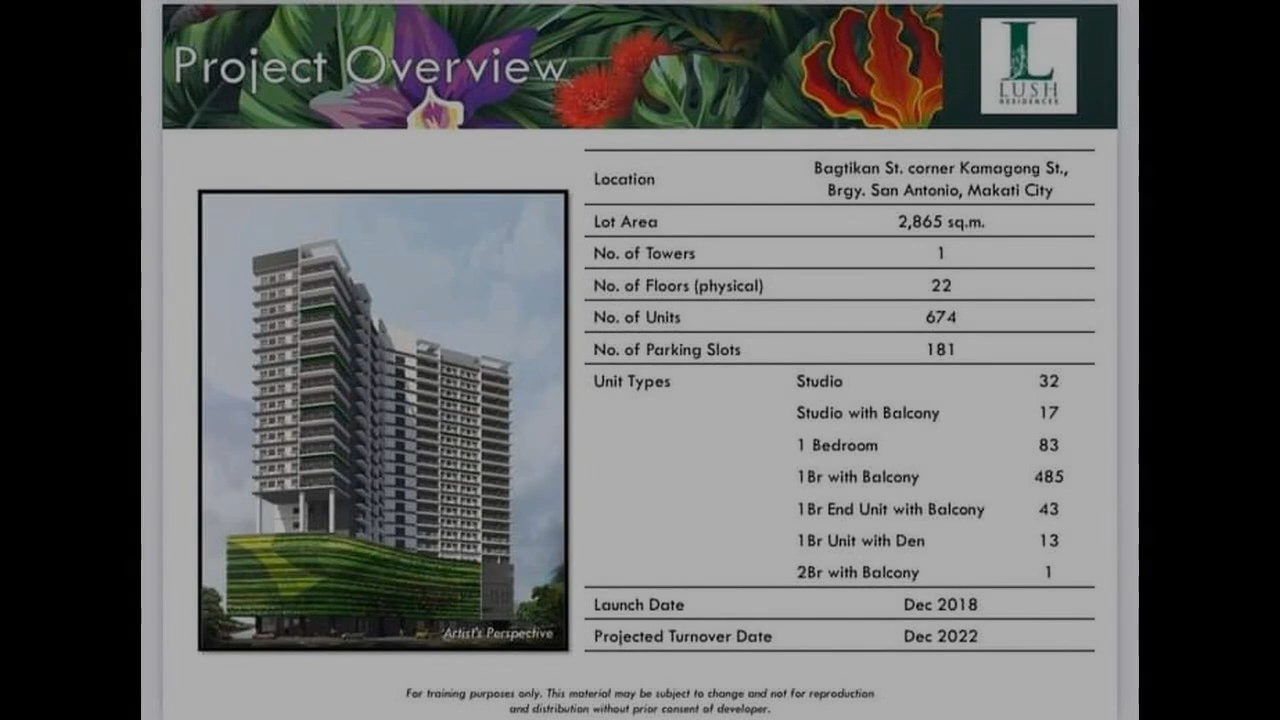 Project Overview
L
LUSH
RESIDENCES
Location
Bagtikan St. corner Kamagong St.,
Brgy. San Antonio, Makati City
Lot Area 2,865 sq.m.
No. of Towers 1
No. of Floors (physical) 22
No. of Units 674
No. of Parking Slots 181
Unit Types Studio 32
Studio with Balcony 17
1 Bedroom 83
1Br with Balcony 485
1Br End Unit with Balcony 43
1Br Unit with Den 13
2Br with Balcony 1
Launch Date Dec 2018
Projected Turnover Date Dec 2022
Artist's Perspective
For training purposes only. This material may be subject to change and not for reproduction
and distribution without prior consent of developer.